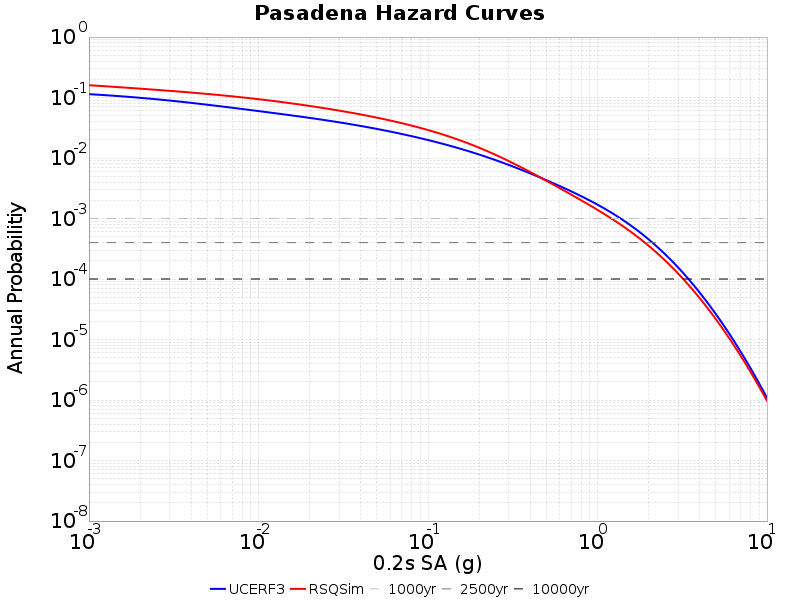 Pasadena Hazard Curves
10^0
10^-1
10^-2
10^-3
10^-4
10^-5
10^-6
10^-7
10^-8
Annual Probabilitiy
10^-3 10^-2 10^-1 10^0 10^1
0.2s SA (g)
UCERF3 RSQSim 1000yr 2500yr 10000yr